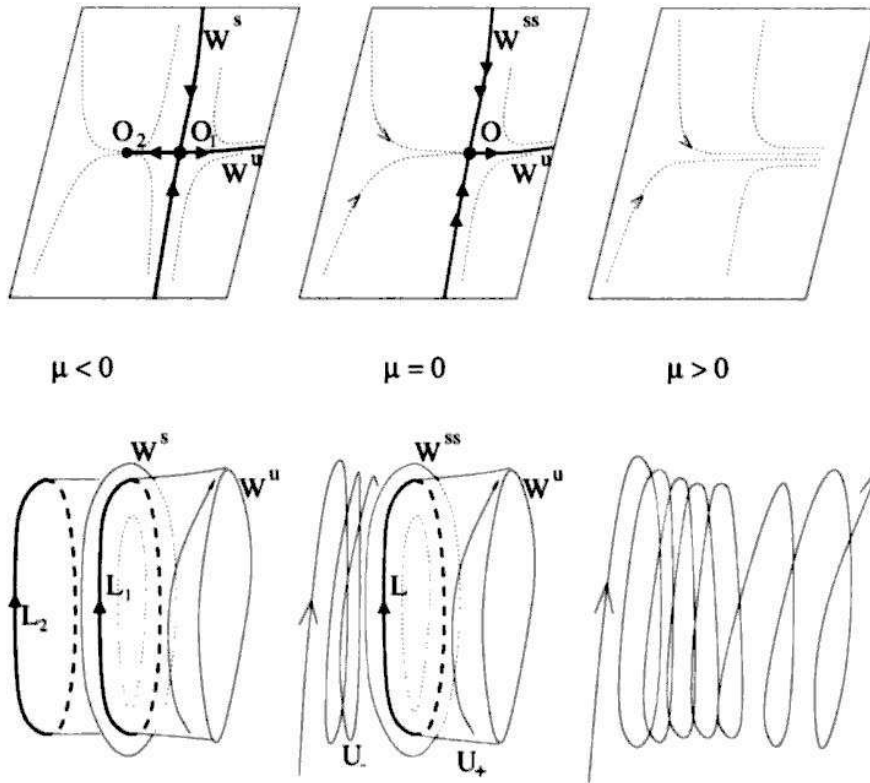 W^s
W^ss
O_2 O_1
W^u
O
W^u
μ < 0
μ = 0
μ > 0
W^s
W^u
L_2
L_1
W^ss
W^u
L
U_-
U_+